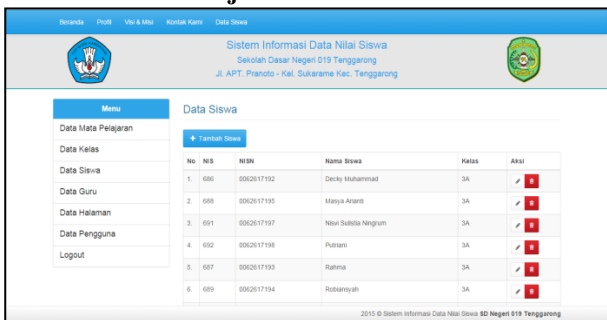 Beranda Profil Visi & Misi Kontak Kami Data Siswa
Sistem Informasi Data Nilai Siswa
Sekolah Dasar Negeri 019 Tenggarong
Jl. APT. Pranoto - Kel. Sukarame Kec. Tenggarong
Menu
Data Mata Pelajaran
Data Kelas
Data Siswa
Data Guru
Data Halaman
Data Pengguna
Logout
Data Siswa
+ Tambah Siswa
No NIS NISN Nama Siswa Kelas Aksi
1. 686 0062617192 Decky Muhammad 3A
2. 688 0062617195 Masya Arianti 3A
3. 691 0062617197 Nisvi Sulistia Ningrum 3A
4. 692 0062617198 Putriani 3A
5. 687 0062617193 Rahma 3A
6. 689 0062617194 Robiansyah 3A
2015 © Sistem Informasi Data Nilai Siswa SD Negeri 019 Tenggarong